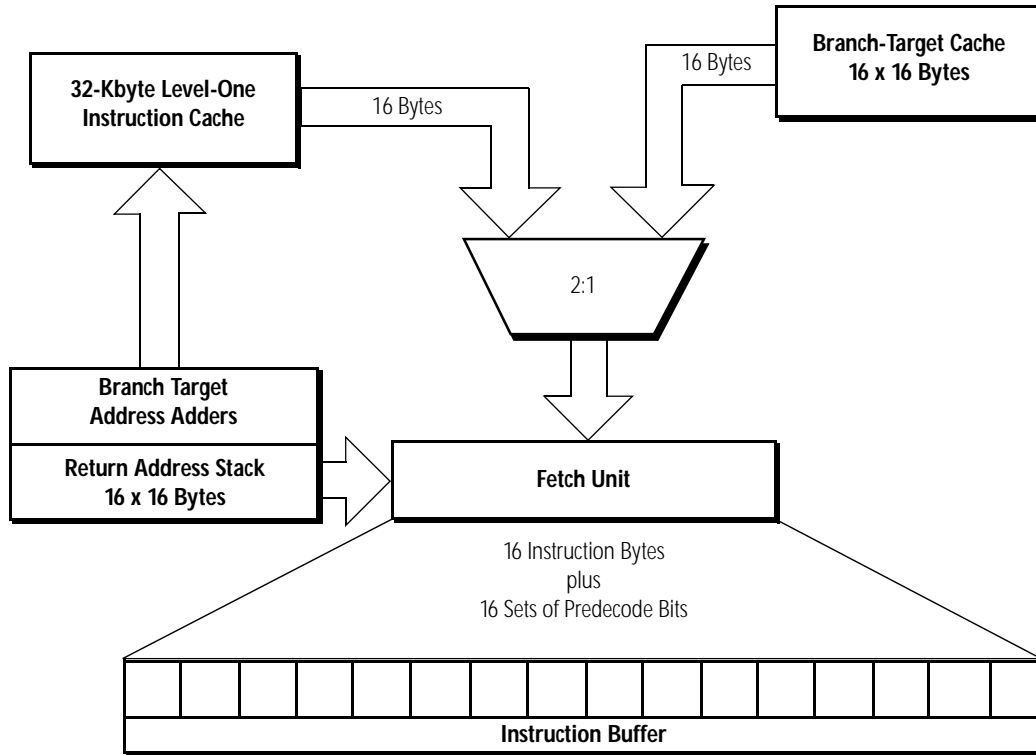 32-Kbyte Level-One
Instruction Cache
16 Bytes
16 Bytes
Branch-Target Cache
16 x 16 Bytes
2:1
Branch Target
Address Adders
Return Address Stack
16 x 16 Bytes
Fetch Unit
16 Instruction Bytes
plus
16 Sets of Predecode Bits
Instruction Buffer